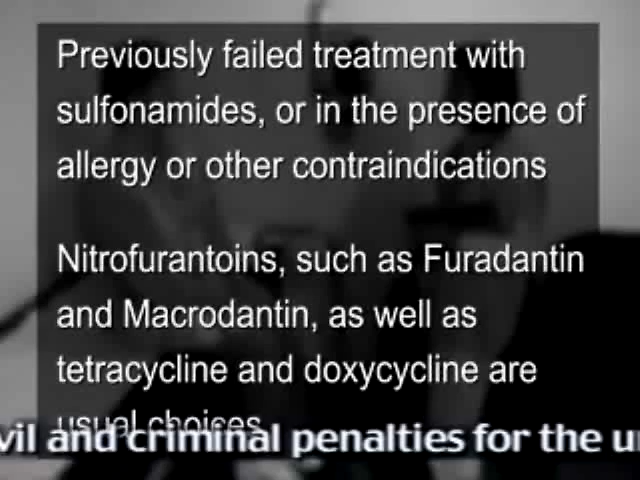 Previously failed treatment with
sulfonamides, or in the presence of
allergy or other contraindications
Nitrofurantoins, such as Furadantin
and Macrodantin, as well as
tetracycline and doxycycline are
usual choices
and criminal penalties for the